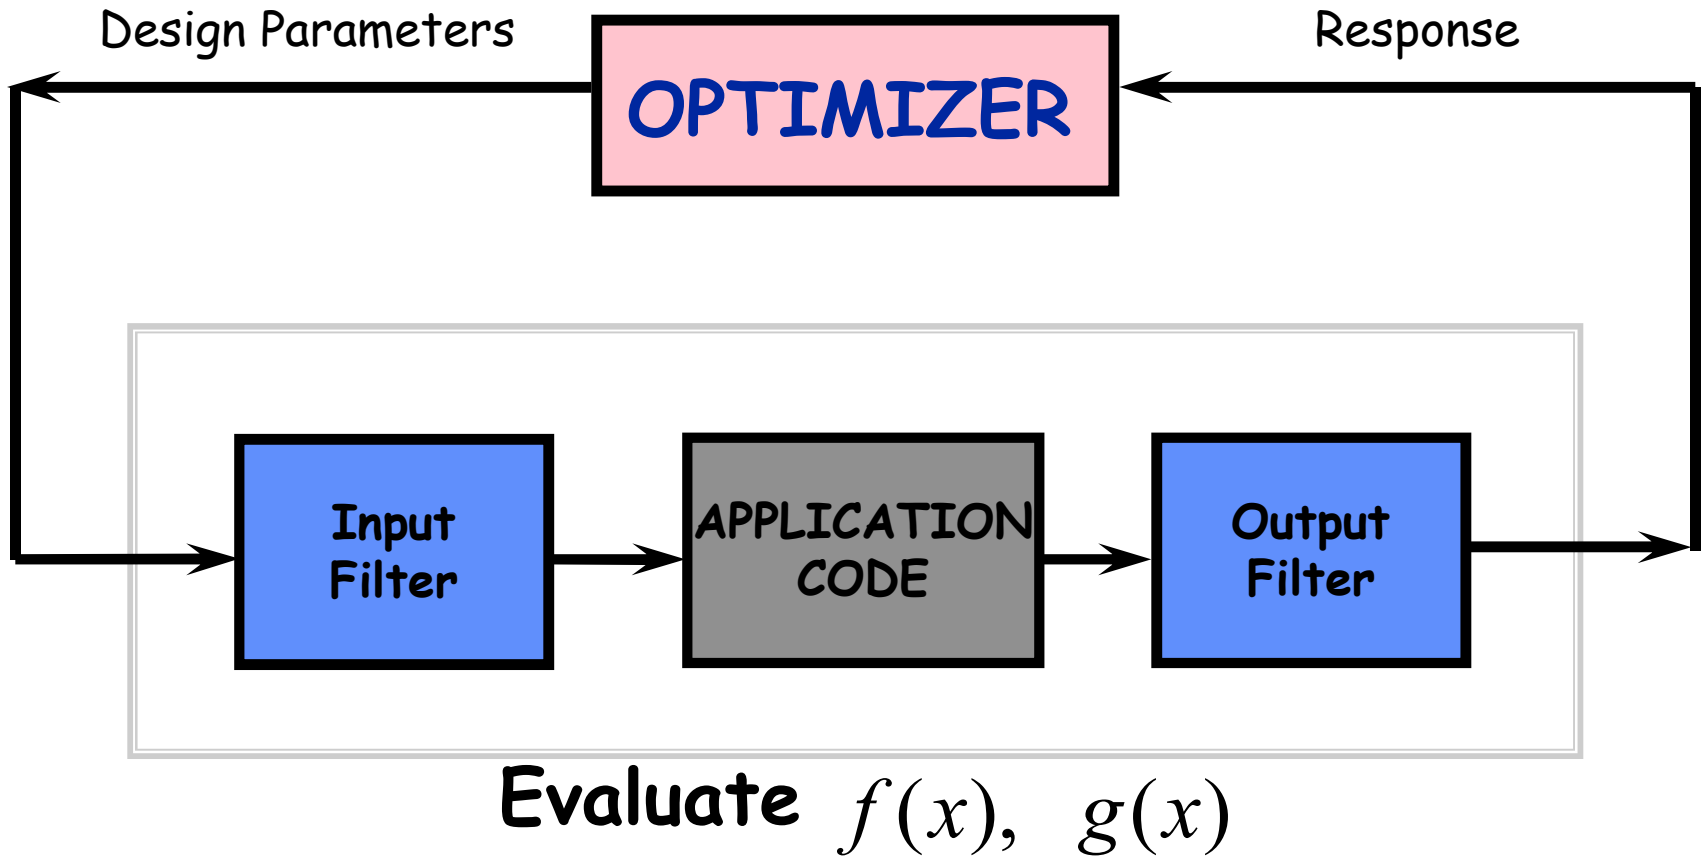 Design Parameters
Response
OPTIMIZER
Input
Filter
APPLICATION
CODE
Output
Filter
Evaluate f(x), g(x)